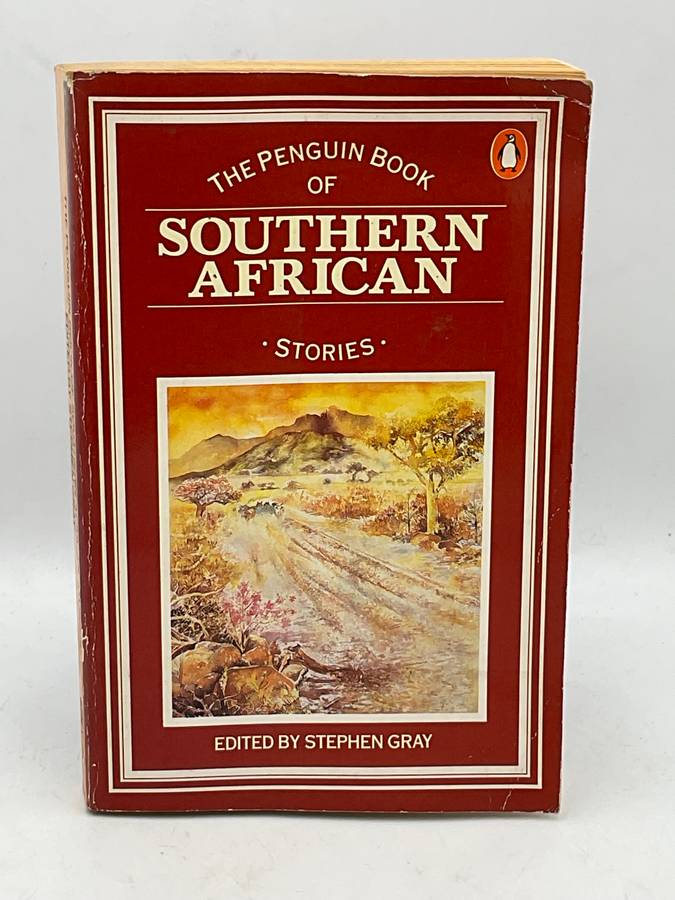 THE PENGUIN BOOK
OF
SOUTHERN
AFRICAN
· STORIES ·
EDITED BY STEPHEN GRAY